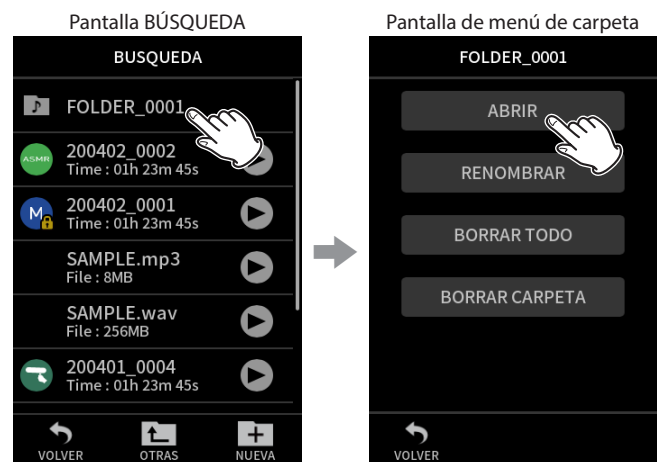 Pantalla BÚSQUEDA
BUSQUEDA
FOLDER_0001
ASMR
200402_0002
Time : 01h 23m 45s
M
200402_0001
Time : 01h 23m 45s
SAMPLE.mp3
File : 8MB
SAMPLE.wav
File : 256MB
200401_0004
Time : 01h 23m 45s
VOLVER
OTRAS
NUEVA
Pantalla de menú de carpeta
FOLDER_0001
ABRIR
RENOMBRAR
BORRAR TODO
BORRAR CARPETA
VOLVER